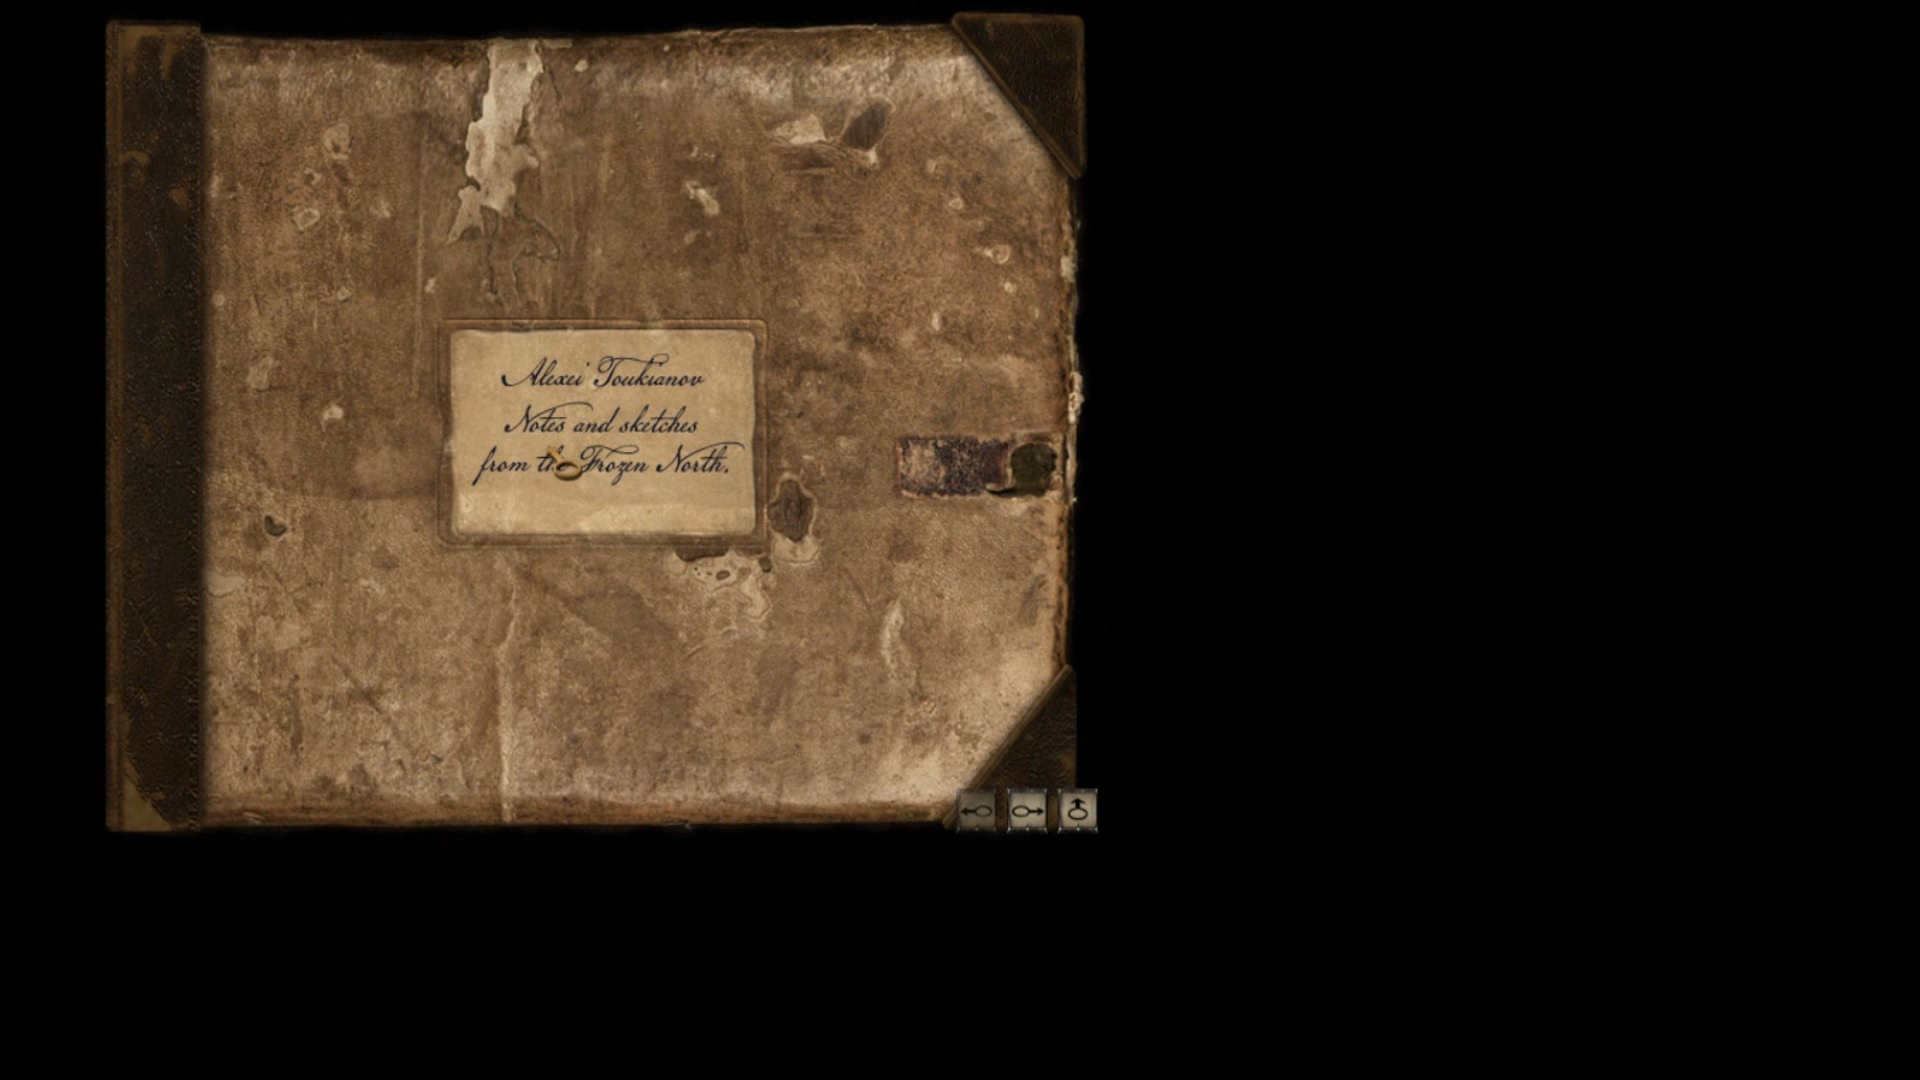 Alexei Toukianov
Notes and sketches
from the Frozen North.